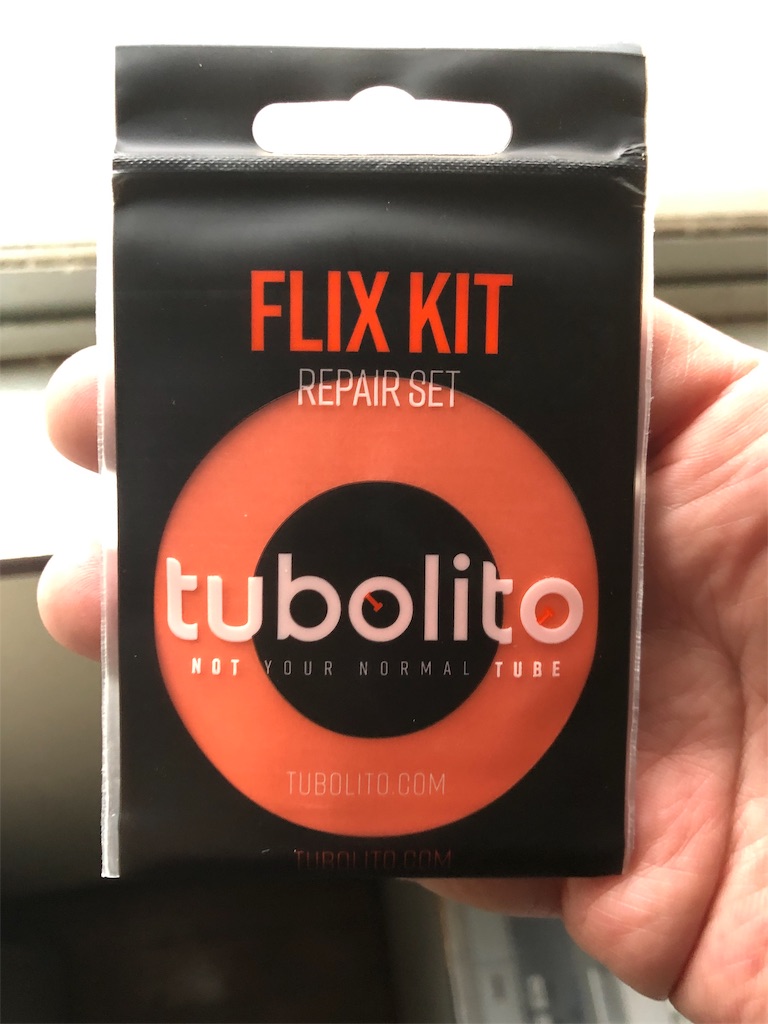 FLIX KIT
REPAIR SET
tubolito
NOT YOUR NORMAL TUBE
TUBOLITO.COM
TUBOLITO.COM